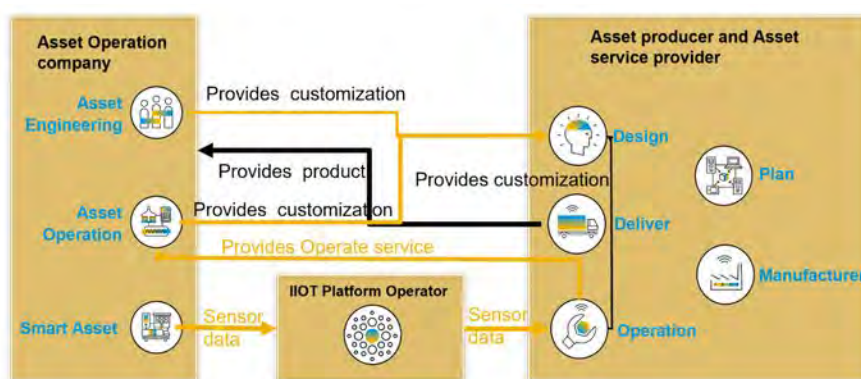 Asset Operation
company
Asset producer and Asset
service provider
Asset
Engineering
Provides customization
Design
Provides product
Provides customization
Plan
Asset
Operation
Provides customization
Deliver
Provides Operate service
Manufacturer
IIOT Platform Operator
Smart Asset
Sensor
data
Sensor
data
Operation